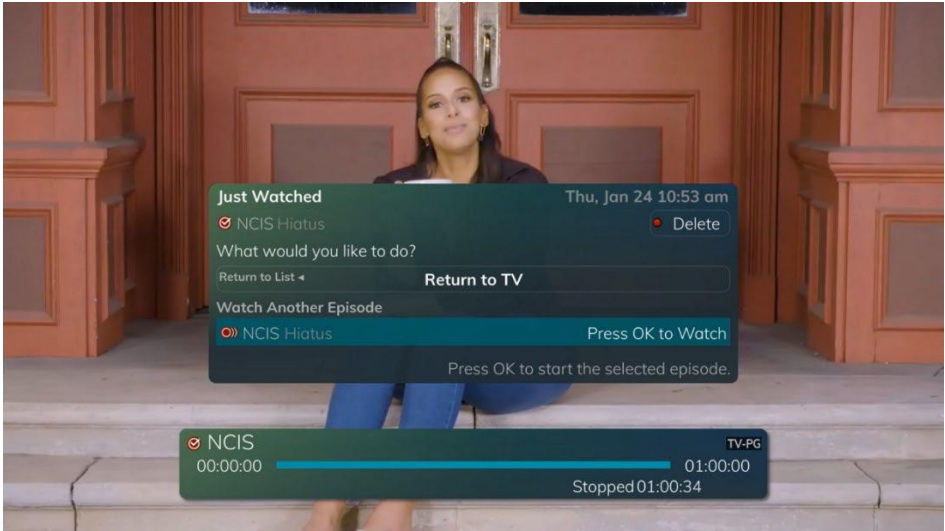 Just Watched Thu, Jan 24 10:53 am
NCIS Hiatus Delete
What would you like to do?
Return to List ◂ Return to TV
Watch Another Episode
NCIS Hiatus Press OK to Watch
Press OK to start the selected episode.
NCIS TV-PG
00:00:00 01:00:00
Stopped 01:00:34